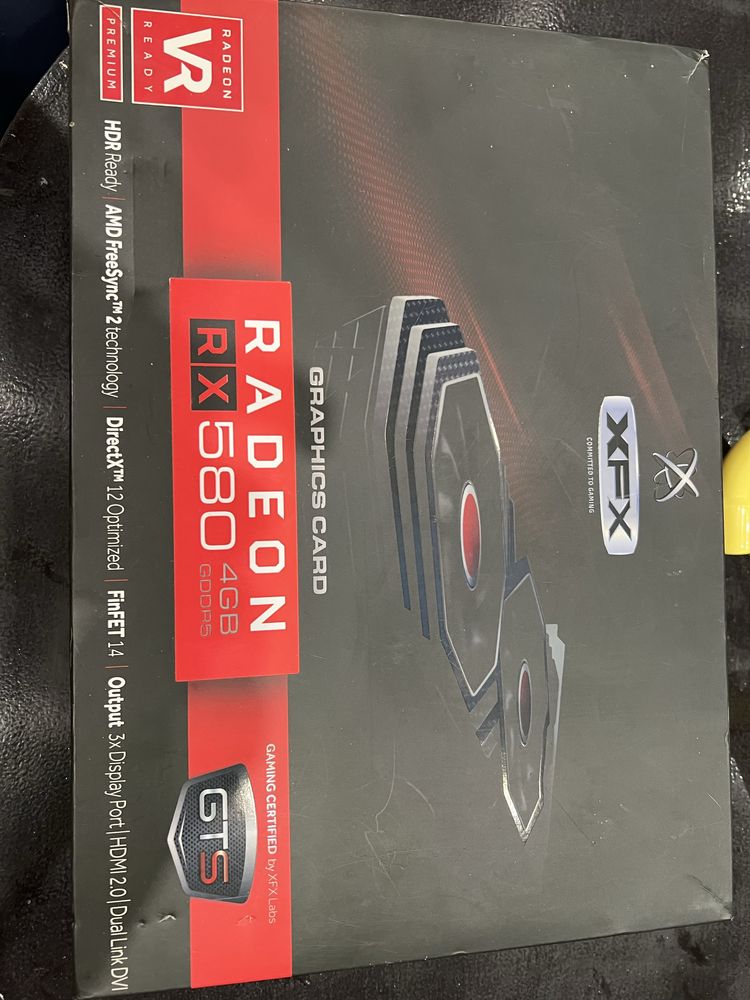 XFX
COMMITTED TO GAMING
GRAPHICS CARD
RADEON
VR
READY
PREMIUM
RADEON
RX 580 4GB
GDDR5
GAMING CERTIFIED by XFX Labs
GTS
HDR Ready | AMD FreeSync™ 2 technology | DirectX™ 12 Optimized | FinFET 14 | Output 3x Display Port | HDMI 2.0 | Dual Link DVI